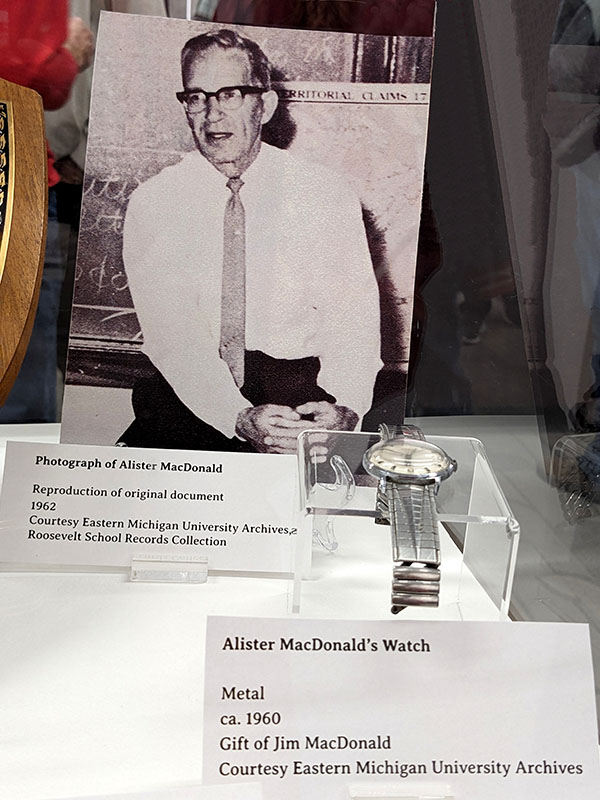 ERRITORIAL CLAIMS 17
Photograph of Alister MacDonald
Reproduction of original document
1962
Courtesy Eastern Michigan University Archives,
Roosevelt School Records Collection
Alister MacDonald's Watch
Metal
ca. 1960
Gift of Jim MacDonald
Courtesy Eastern Michigan University Archives